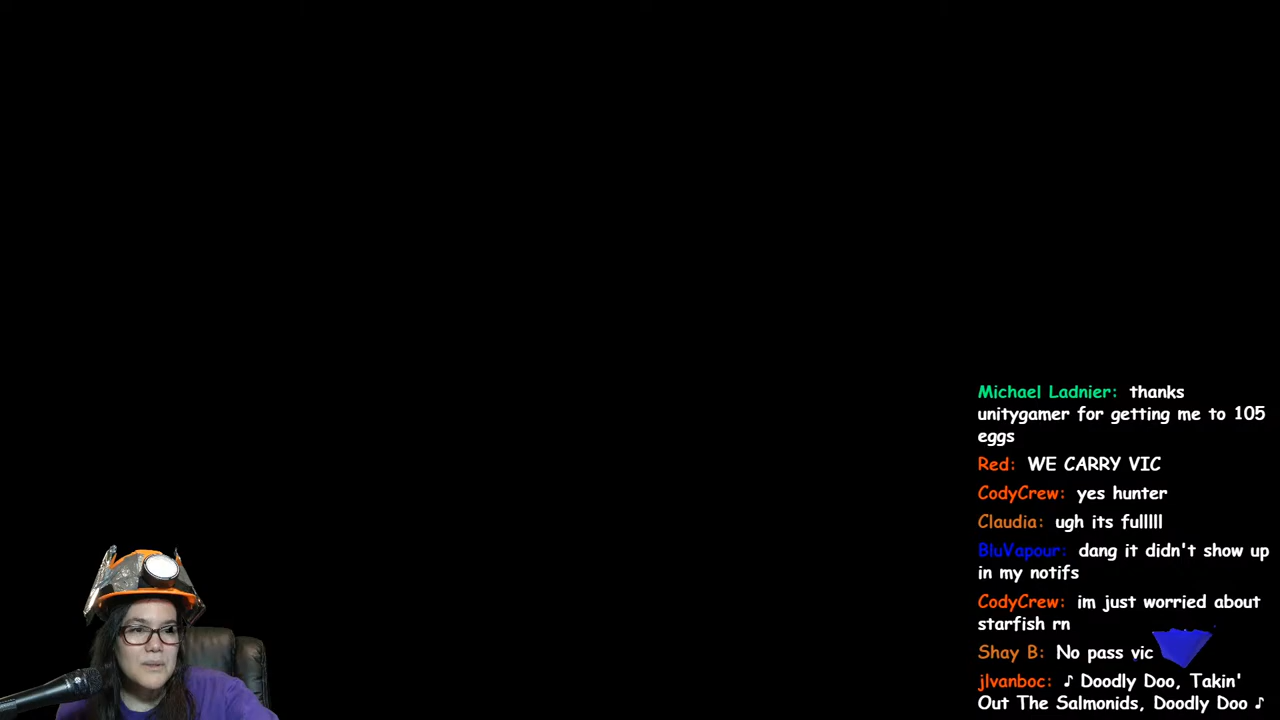 Michael Ladnier: thanks
unitygamer for getting me to 105
eggs
Red: WE CARRY VIC
CodyCrew: yes hunter
Claudia: ugh its fulllll
BluVapour: dang it didn't show up
in my notifs
CodyCrew: im just worried about
starfish rn
Shay B: No pass vic
jlvanboc: ♪ Doodly Doo, Takin'
Out The Salmonids, Doodly Doo ♪